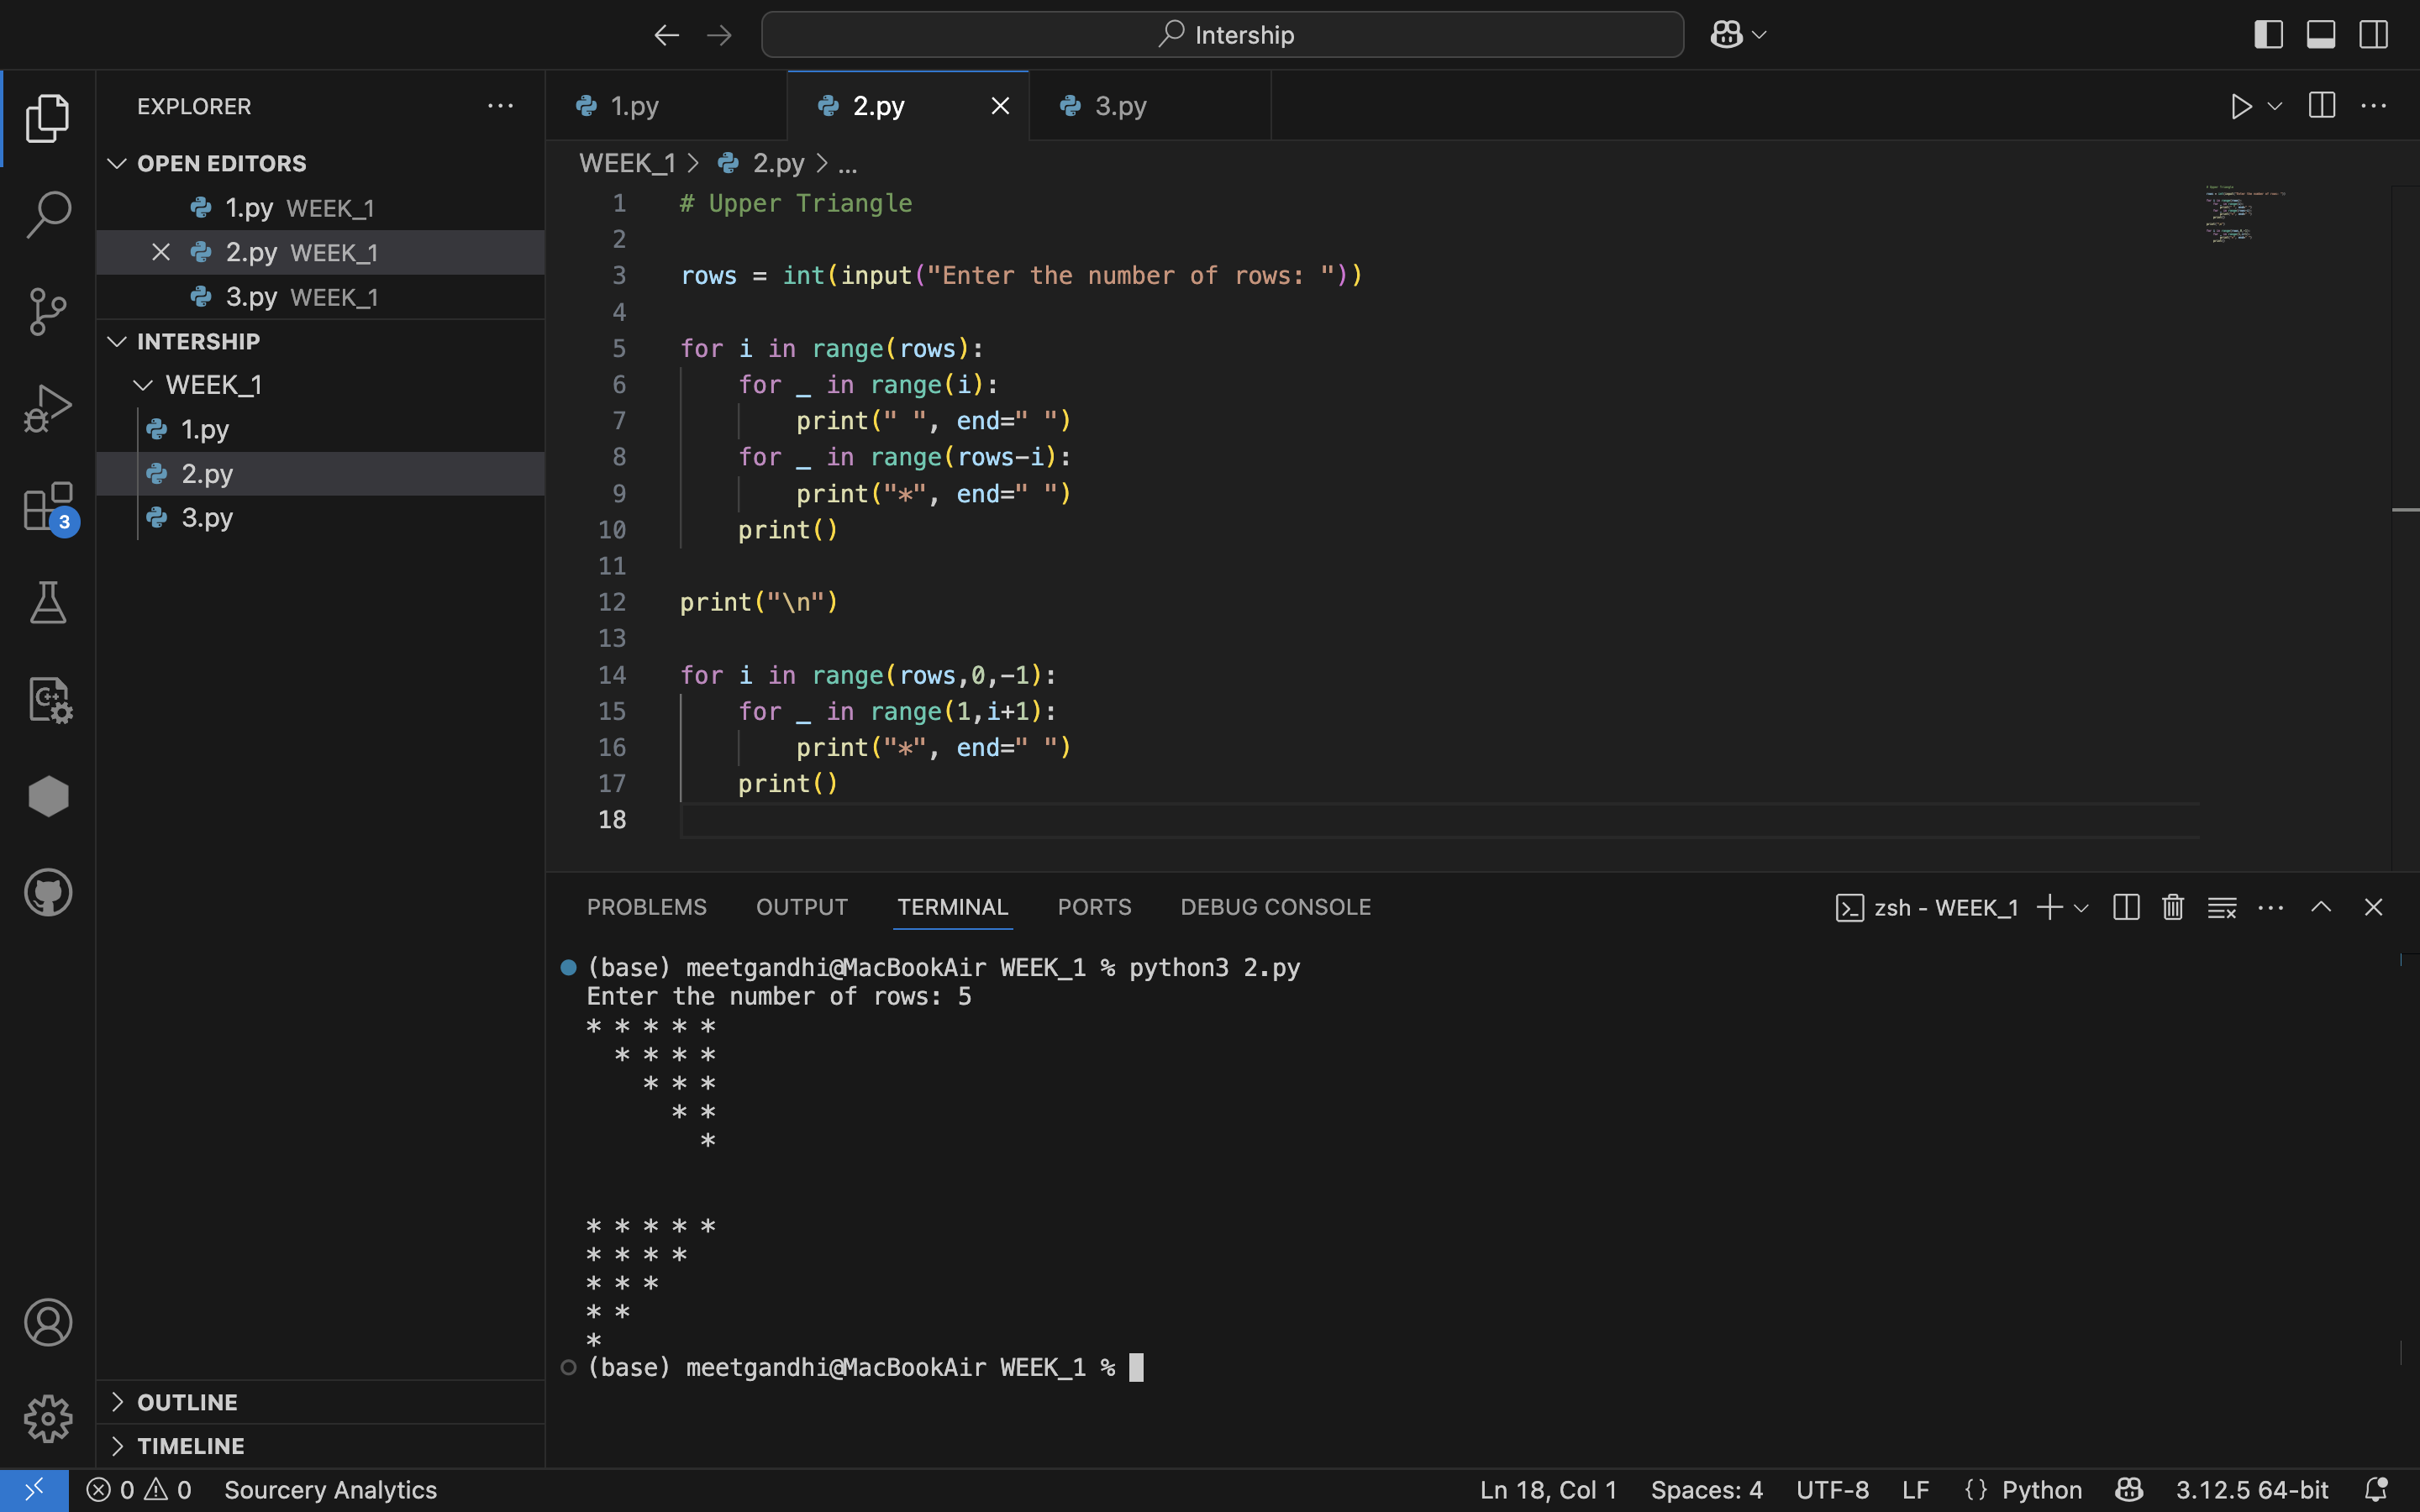 Intership
EXPLORER
OPEN EDITORS
1.py WEEK_1
2.py WEEK_1
3.py WEEK_1
INTERSHIP
WEEK_1
1.py
2.py
3.py
3
OUTLINE
TIMELINE
1.py
2.py
3.py
WEEK_1 > 2.py > ...
1 # Upper Triangle
2
3 rows = int(input("Enter the number of rows: "))
4
5 for i in range(rows):
6     for _ in range(i):
7         print(" ", end=" ")
8     for _ in range(rows-i):
9         print("*", end=" ")
10     print()
11
12 print("\n")
13
14 for i in range(rows,0,-1):
15     for _ in range(1,i+1):
16         print("*", end=" ")
17     print()
18
PROBLEMS OUTPUT TERMINAL PORTS DEBUG CONSOLE
zsh - WEEK_1
(base) meetgandhi@MacBookAir WEEK_1 % python3 2.py
Enter the number of rows: 5
* * * * *
  * * * *
    * * *
      * *
        *
* * * * *
* * * *
* * *
* *
*
(base) meetgandhi@MacBookAir WEEK_1 %
0 0 Sourcery Analytics
Ln 18, Col 1 Spaces: 4 UTF-8 LF {} Python 3.12.5 64-bit